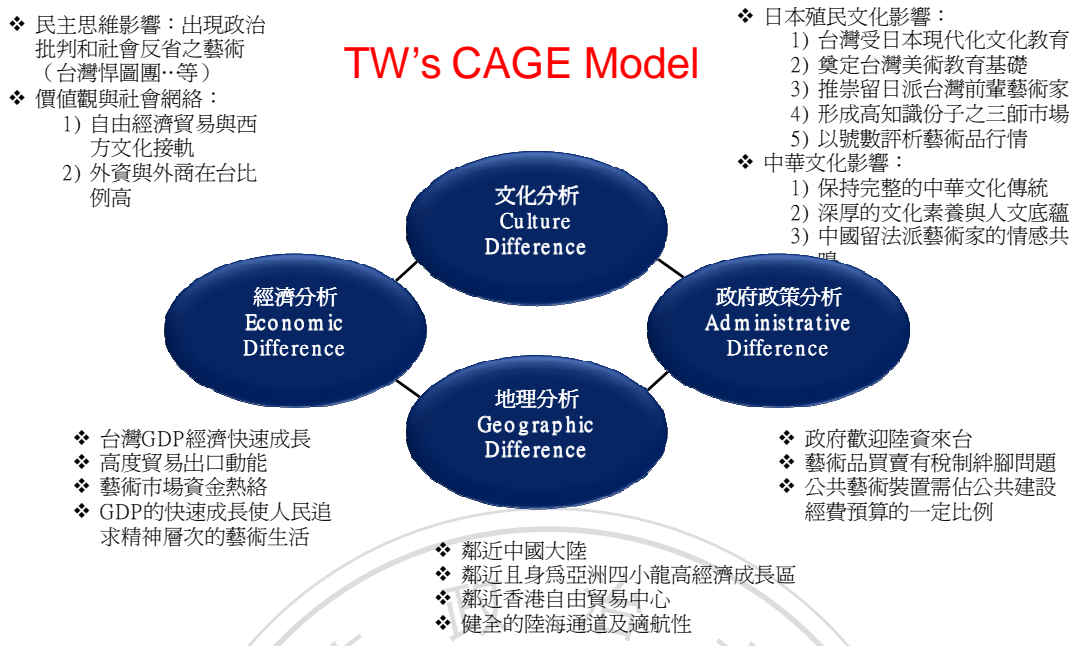 TW's CAGE Model
❖ 民主思維影響：出現政治
批判和社會反省之藝術
（台灣悍圖團‥等）
❖ 價值觀與社會網絡：
1) 自由經濟貿易與西
方文化接軌
2) 外資與外商在台比
例高
❖ 日本殖民文化影響：
1) 台灣受日本現代化文化教育
2) 奠定台灣美術教育基礎
3) 推崇留日派台灣前輩藝術家
4) 形成高知識份子之三師市場
5) 以號數評析藝術品行情
❖ 中華文化影響：
1) 保持完整的中華文化傳統
2) 深厚的文化素養與人文底蘊
3) 中國留法派藝術家的情感共
鳴
文化分析
Culture
Difference
經濟分析
Economic
Difference
政府政策分析
Administrative
Difference
地理分析
Geographic
Difference
❖ 台灣GDP經濟快速成長
❖ 高度貿易出口動能
❖ 藝術市場資金熱絡
❖ GDP的快速成長使人民追
求精神層次的藝術生活
❖ 政府歡迎陸資來台
❖ 藝術品買賣有稅制絆腳問題
❖ 公共藝術裝置需佔公共建設
經費預算的一定比例
❖ 鄰近中國大陸
❖ 鄰近且身為亞洲四小龍高經濟成長區
❖ 鄰近香港自由貿易中心
❖ 健全的陸海通道及適航性